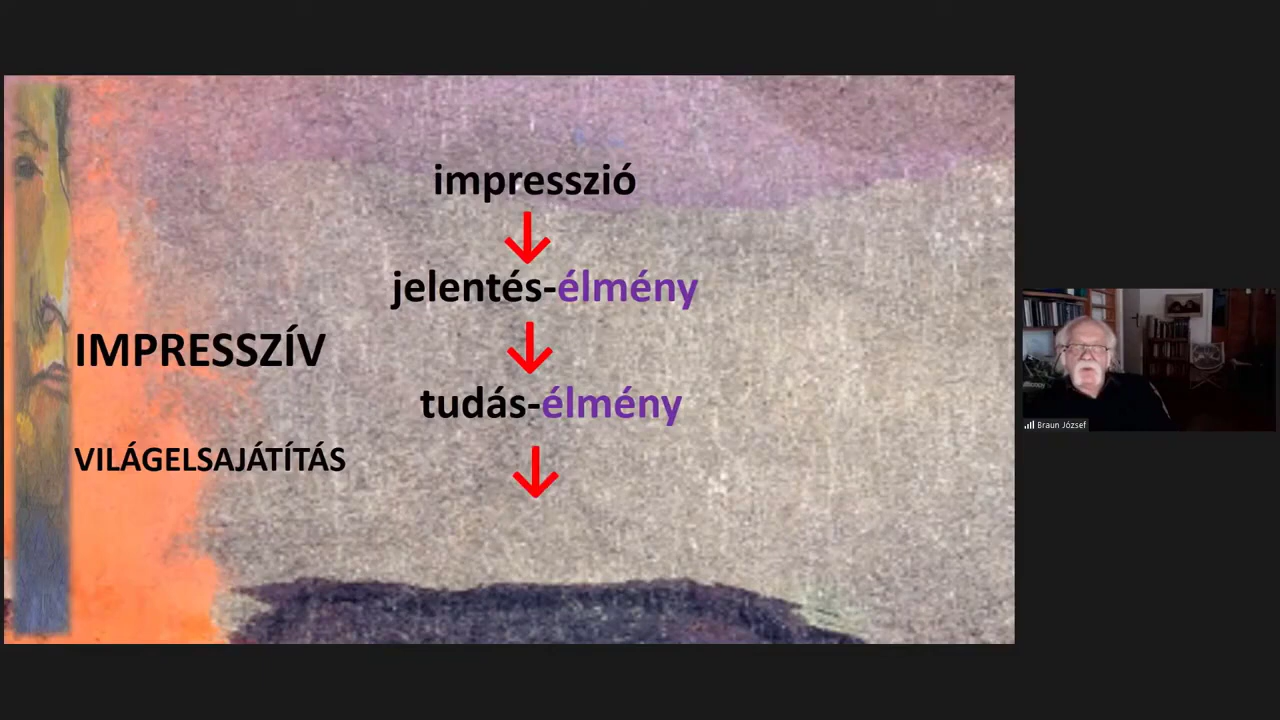 impresszió
jelentés-élmény
IMPRESSZÍV
tudás-élmény
VILÁGELSAJÁTÍTÁS
Braun József